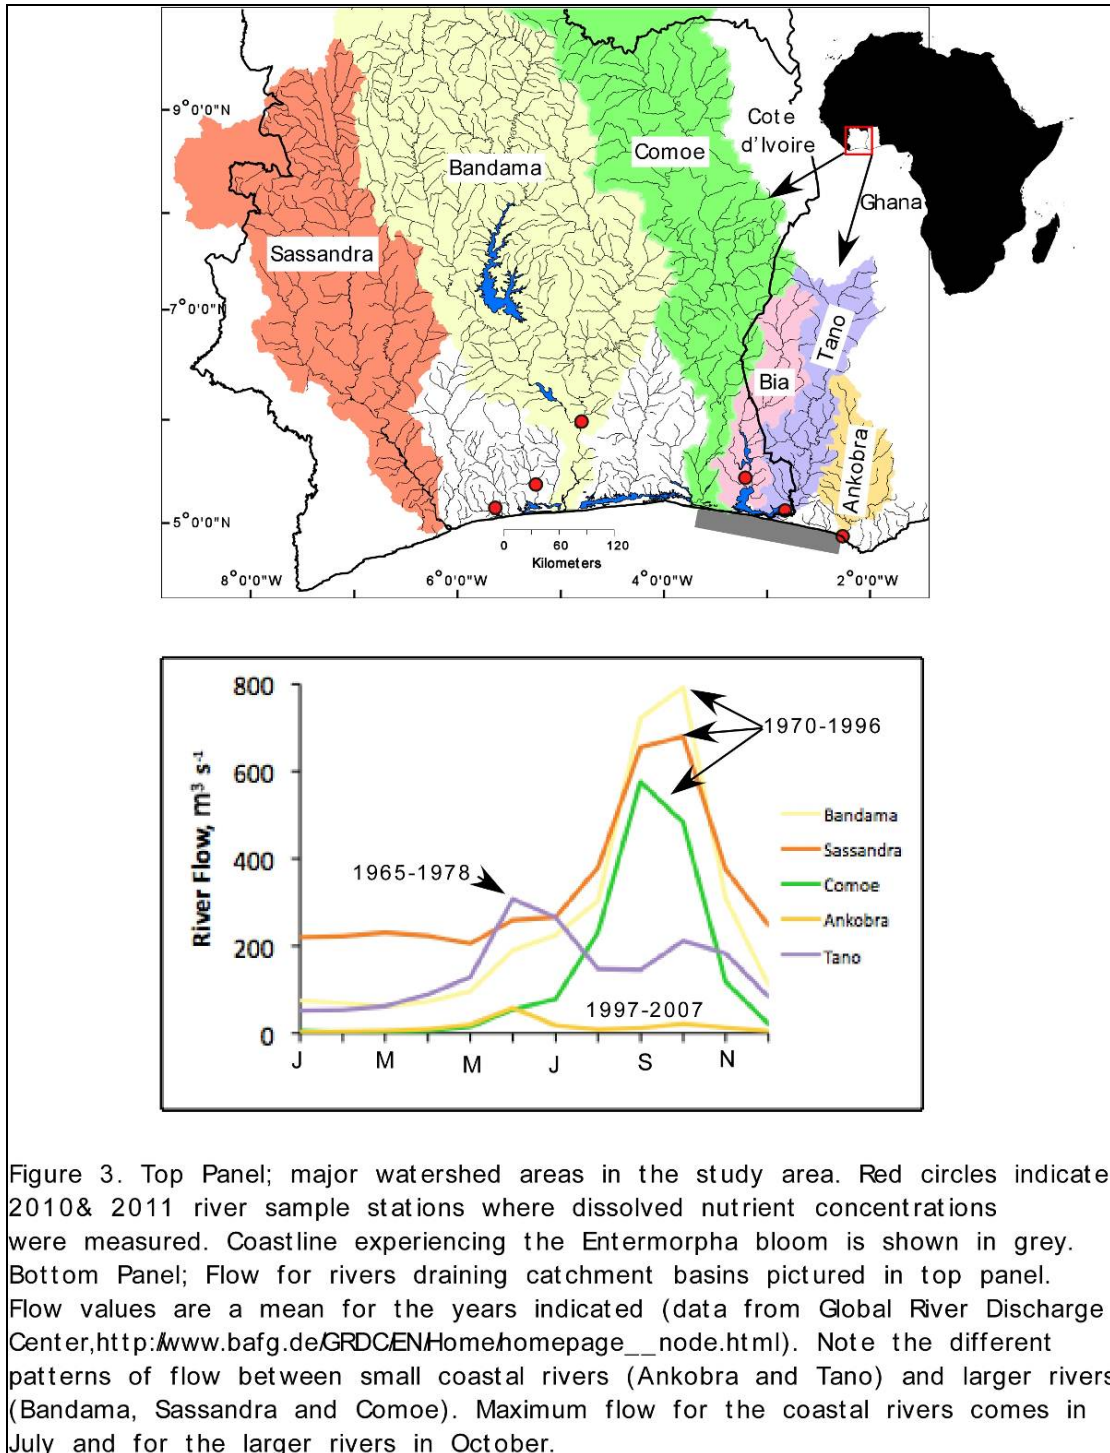 9°0'0"N
Cote
d'Ivoire
Comoe
Bandama
Ghana
Sassandra
7°0'0"N
Tano
Bia
Ankobra
5°0'0"N
0 60 120
Kilometers
8°0'0"W 6°0'0"W 4°0'0"W 2°0'0"W
800
1970-1996
600
River Flow, m³ s⁻¹
Bandama
Sassandra
400
1965-1978
Comoe
Ankobra
200
Tano
1997-2007
0
J M M J S N
Figure 3. Top Panel; major watershed areas in the study area. Red circles indicate
2010& 2011 river sample stations where dissolved nutrient concentrations
were measured. Coastline experiencing the Entermorpha bloom is shown in grey.
Bottom Panel; Flow for rivers draining catchment basins pictured in top panel.
Flow values are a mean for the years indicated (data from Global River Discharge
Center,http://www.bafg.de/GRDC/EN/Home/homepage__node.html). Note the different
patterns of flow between small coastal rivers (Ankobra and Tano) and larger rivers
(Bandama, Sassandra and Comoe). Maximum flow for the coastal rivers comes in
July and for the larger rivers in October.